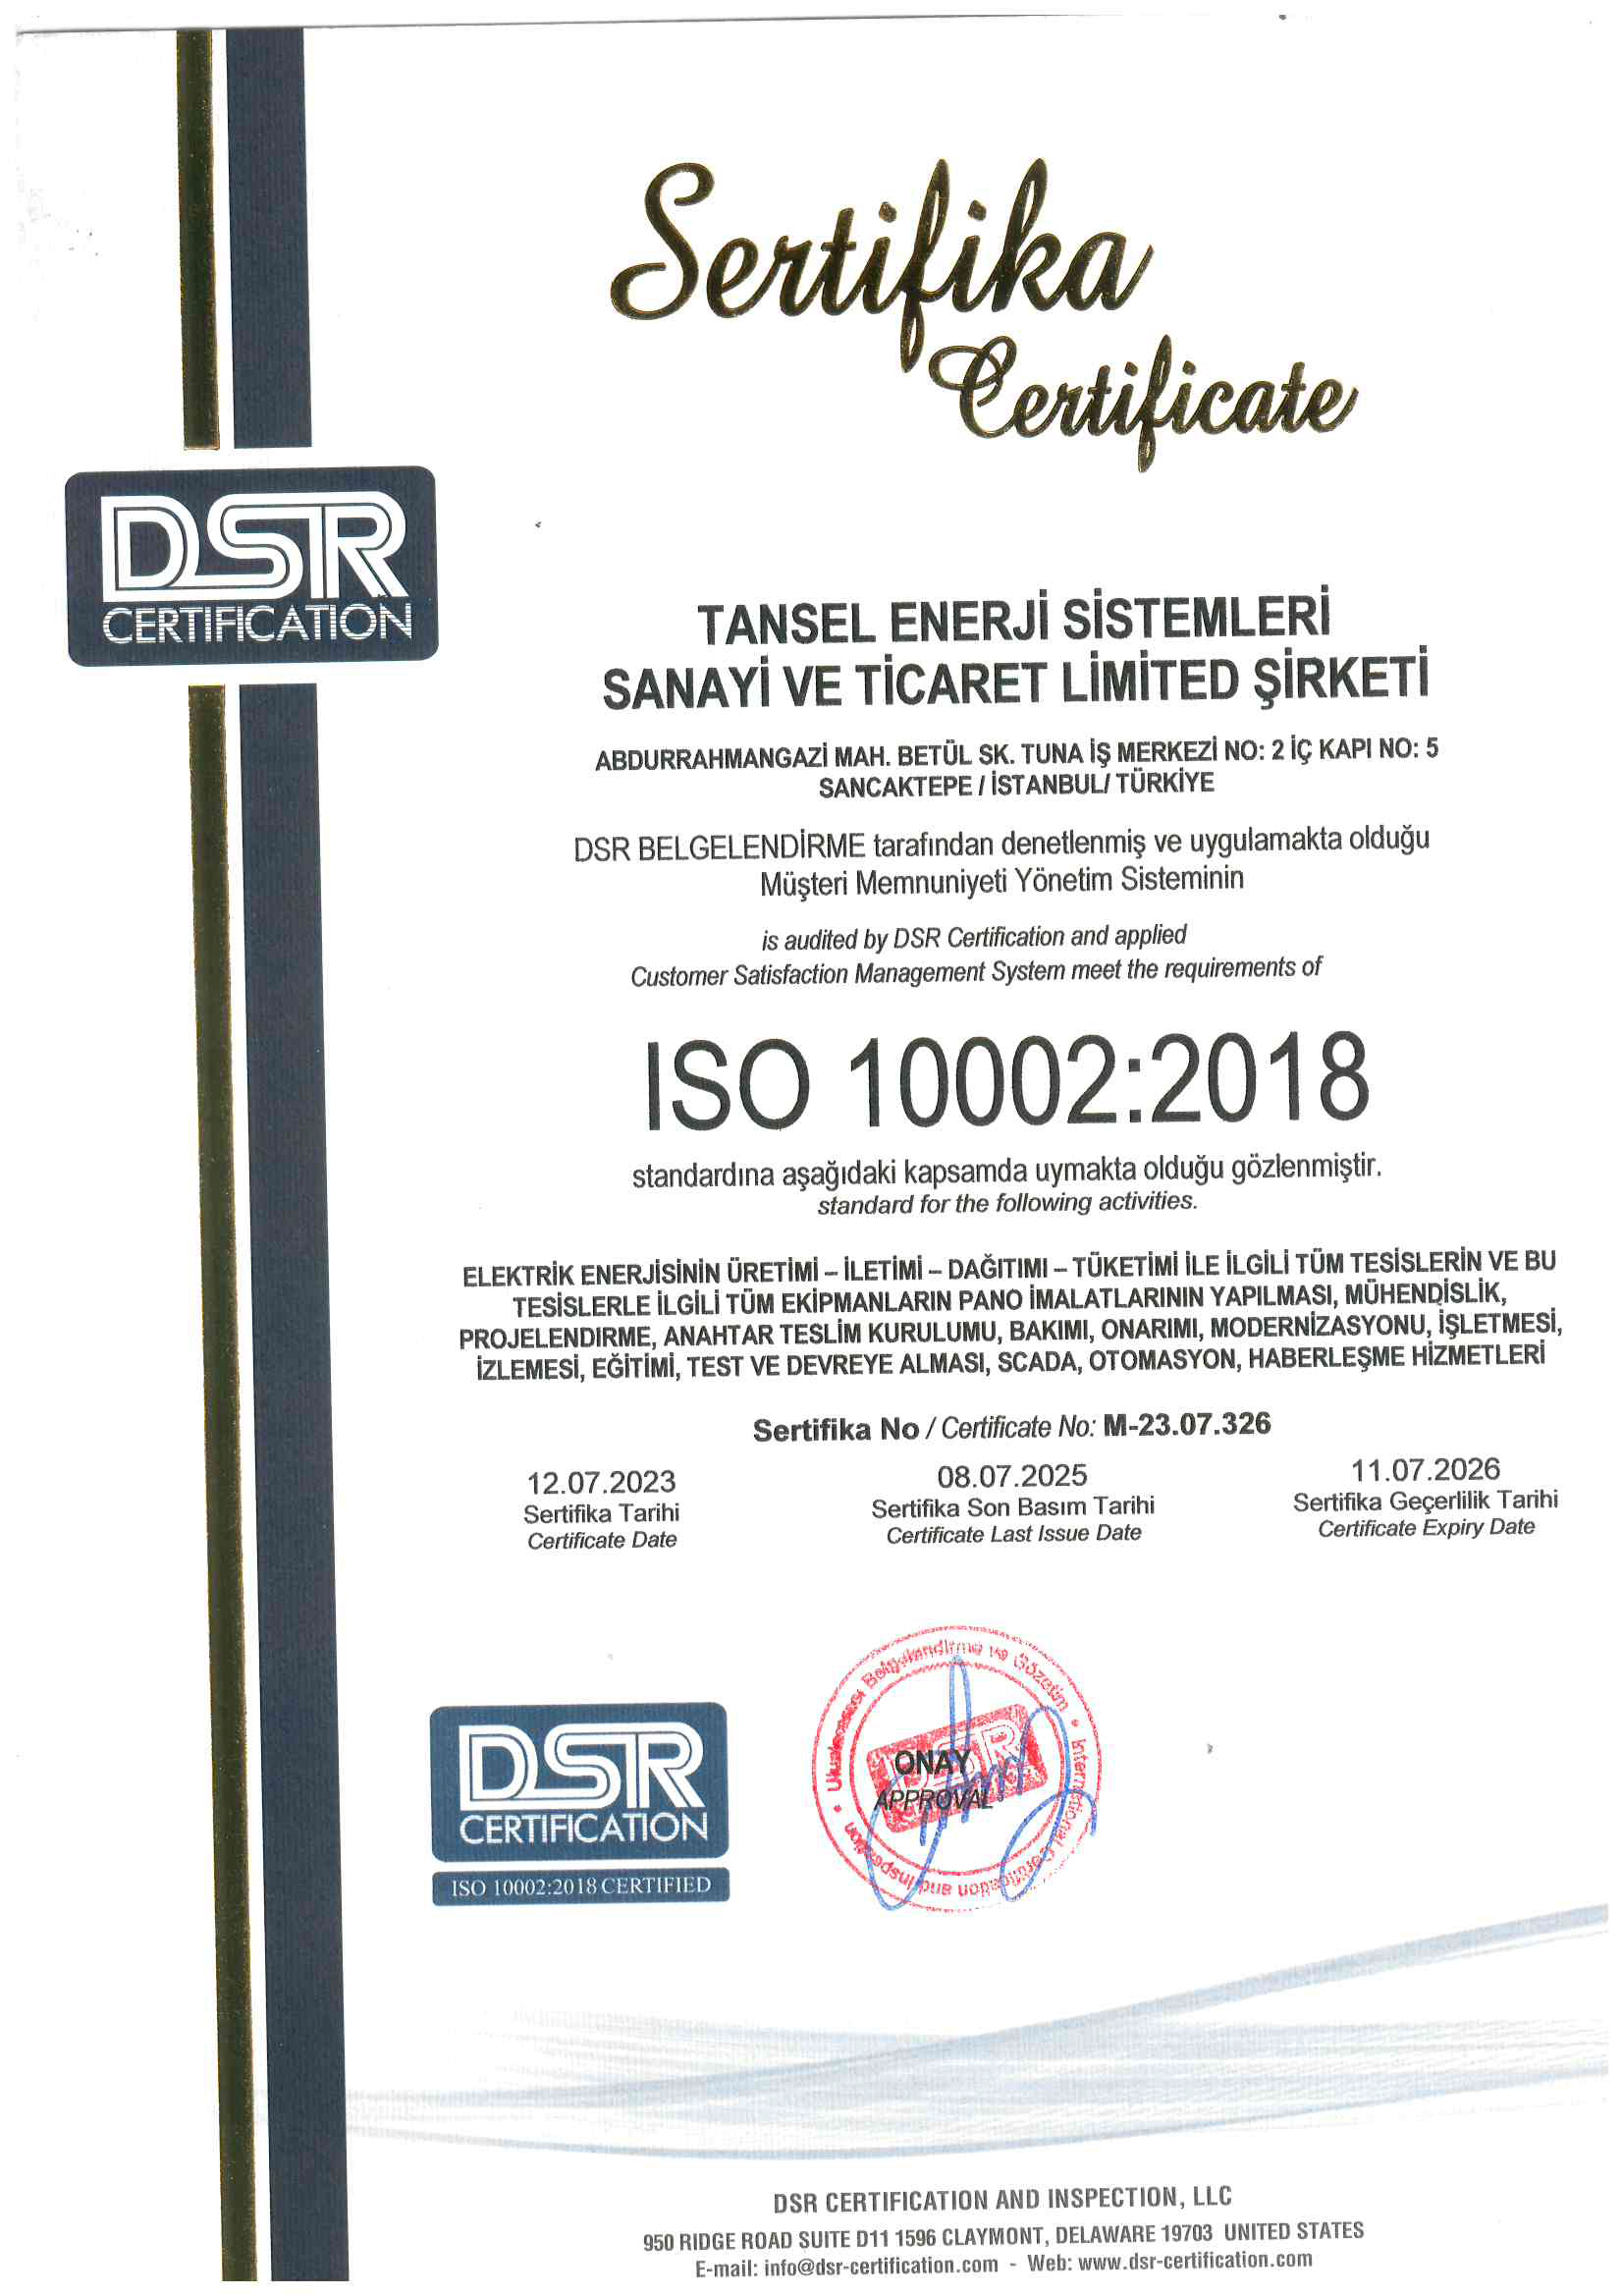 Sertifika
Certificate
DSR
CERTIFICATION
TANSEL ENERJİ SİSTEMLERİ
SANAYİ VE TİCARET LİMİTED ŞİRKETİ
ABDURRAHMANGAZİ MAH. BETÜL SK. TUNA İŞ MERKEZİ NO: 2 İÇ KAPI NO: 5
SANCAKTEPE / İSTANBUL/ TÜRKİYE
DSR BELGELENDİRME tarafından denetlenmiş ve uygulamakta olduğu
Müşteri Memnuniyeti Yönetim Sisteminin
is audited by DSR Certification and applied
Customer Satisfaction Management System meet the requirements of
ISO 10002:2018
standardına aşağıdaki kapsamda uymakta olduğu gözlenmiştir.
standard for the following activities.
ELEKTRİK ENERJİSİNİN ÜRETİMİ – İLETİMİ – DAĞITIMI – TÜKETİMİ İLE İLGİLİ TÜM TESİSLERİN VE BU
TESİSLERLE İLGİLİ TÜM EKİPMANLARIN PANO İMALATLARININ YAPILMASI, MÜHENDİSLİK,
PROJELENDIRME, ANAHTAR TESLİM KURULUMU, BAKIMI, ONARIMI, MODERNİZASYONU, İŞLETMESİ,
İZLEMESİ, EĞİTİMİ, TEST VE DEVREYE ALMASI, SCADA, OTOMASYON, HABERLEŞME HİZMETLERİ
Sertifika No / Certificate No: M-23.07.326
12.07.2023
Sertifika Tarihi
Certificate Date
08.07.2025
Sertifika Son Basım Tarihi
Certificate Last Issue Date
11.07.2026
Sertifika Geçerlilik Tarihi
Certificate Expiry Date
DSR
CERTIFICATION
ISO 10002:2018 CERTIFIED
Uluslararası Belgelendirme ve Gözetim • International Certification and Inspection •
DSR
ONAY
APPROVAL
DSR CERTIFICATION AND INSPECTION, LLC
950 RIDGE ROAD SUITE D11 1596 CLAYMONT, DELAWARE 19703 UNITED STATES
E-mail: info@dsr-certification.com - Web: www.dsr-certification.com